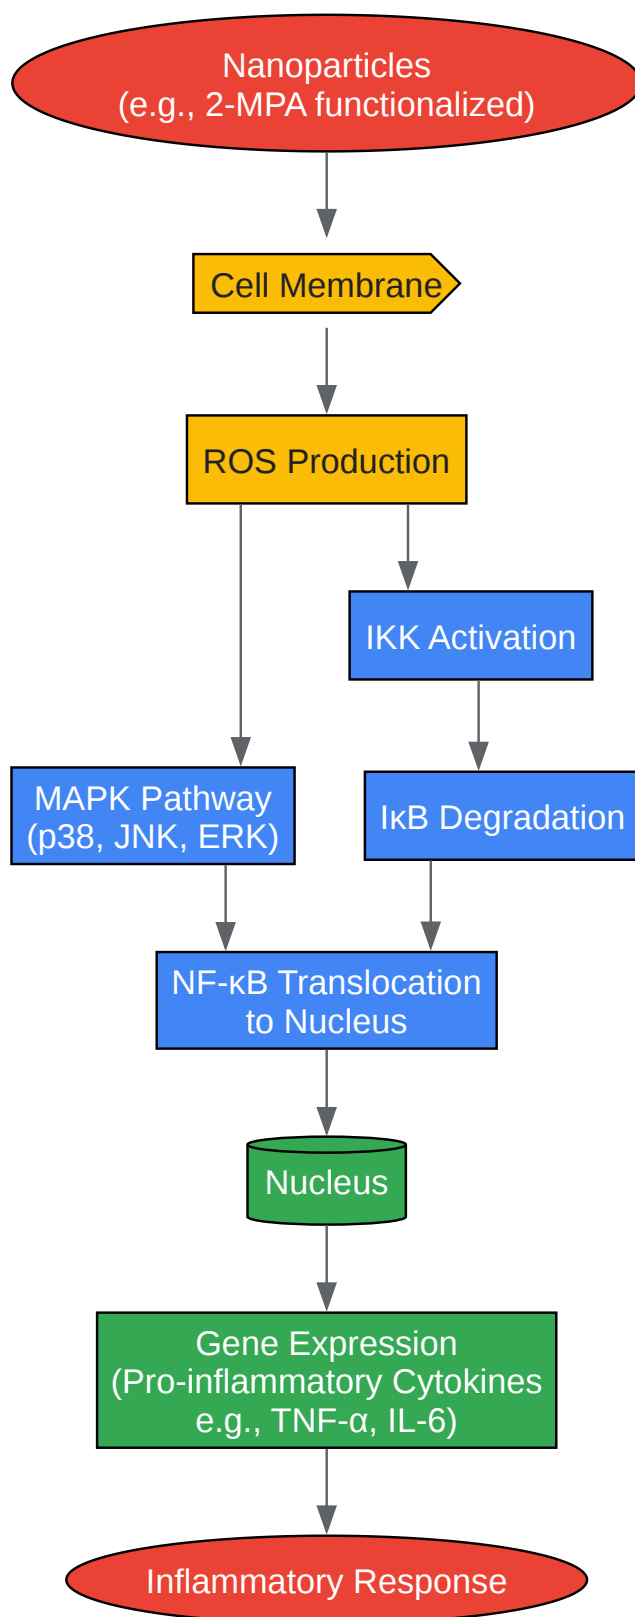 Nanoparticles
(e.g., 2-MPA functionalized)
Cell Membrane
ROS Production
IKK Activation
MAPK Pathway
(p38, JNK, ERK)
IκB Degradation
NF-κB Translocation
to Nucleus
Nucleus
Gene Expression
(Pro-inflammatory Cytokines
e.g., TNF-α, IL-6)
Inflammatory Response